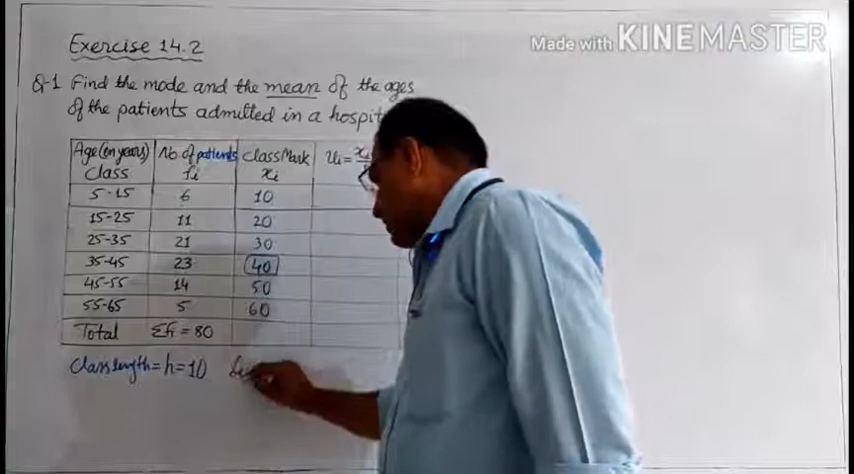 Made with KINEMASTER
Exercise 14.2
Q-1 Find the mode and the mean of the ages
of the patients admitted in a
Age (in years) No of patients Class Mark
Class fi xi
5-15 6 10
15-25 11 20
25-35 21 30
35-45 23 40
45-55 14 50
55-65 5 60
Total Σfi = 80
Class length = h = 10